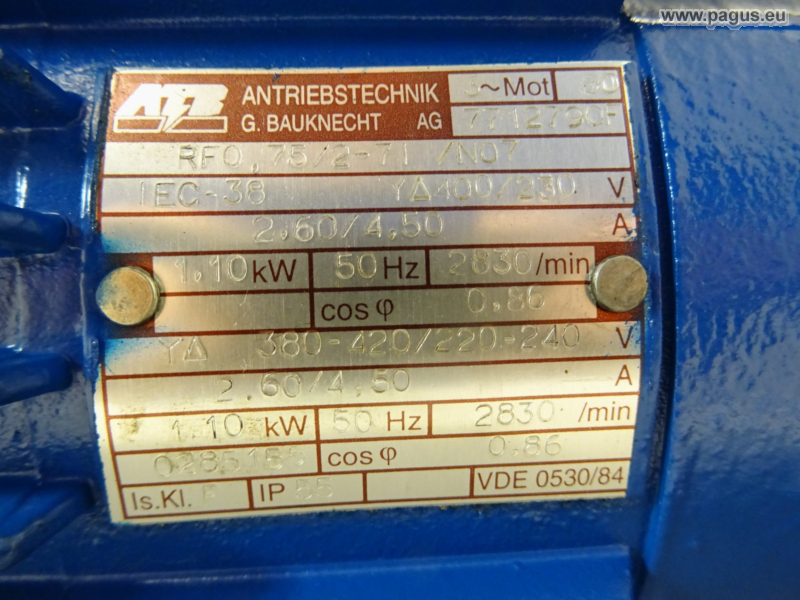 www.pagus.eu
ATB ANTRIEBSTECHNIK G. BAUKNECHT AG
3~Mot 80
7712790F
RF0,75/2-71 /N07
IEC-38 YΔ400/230 V
2,60/4,50 A
1,10 kW 50 Hz 2830 /min
cos φ 0,86
YΔ 380-420/220-240 V
2,60/4,50 A
1,10 kW 50 Hz 2830 /min
cos φ 0,86
Is.Kl. F IP 55 VDE 0530/84